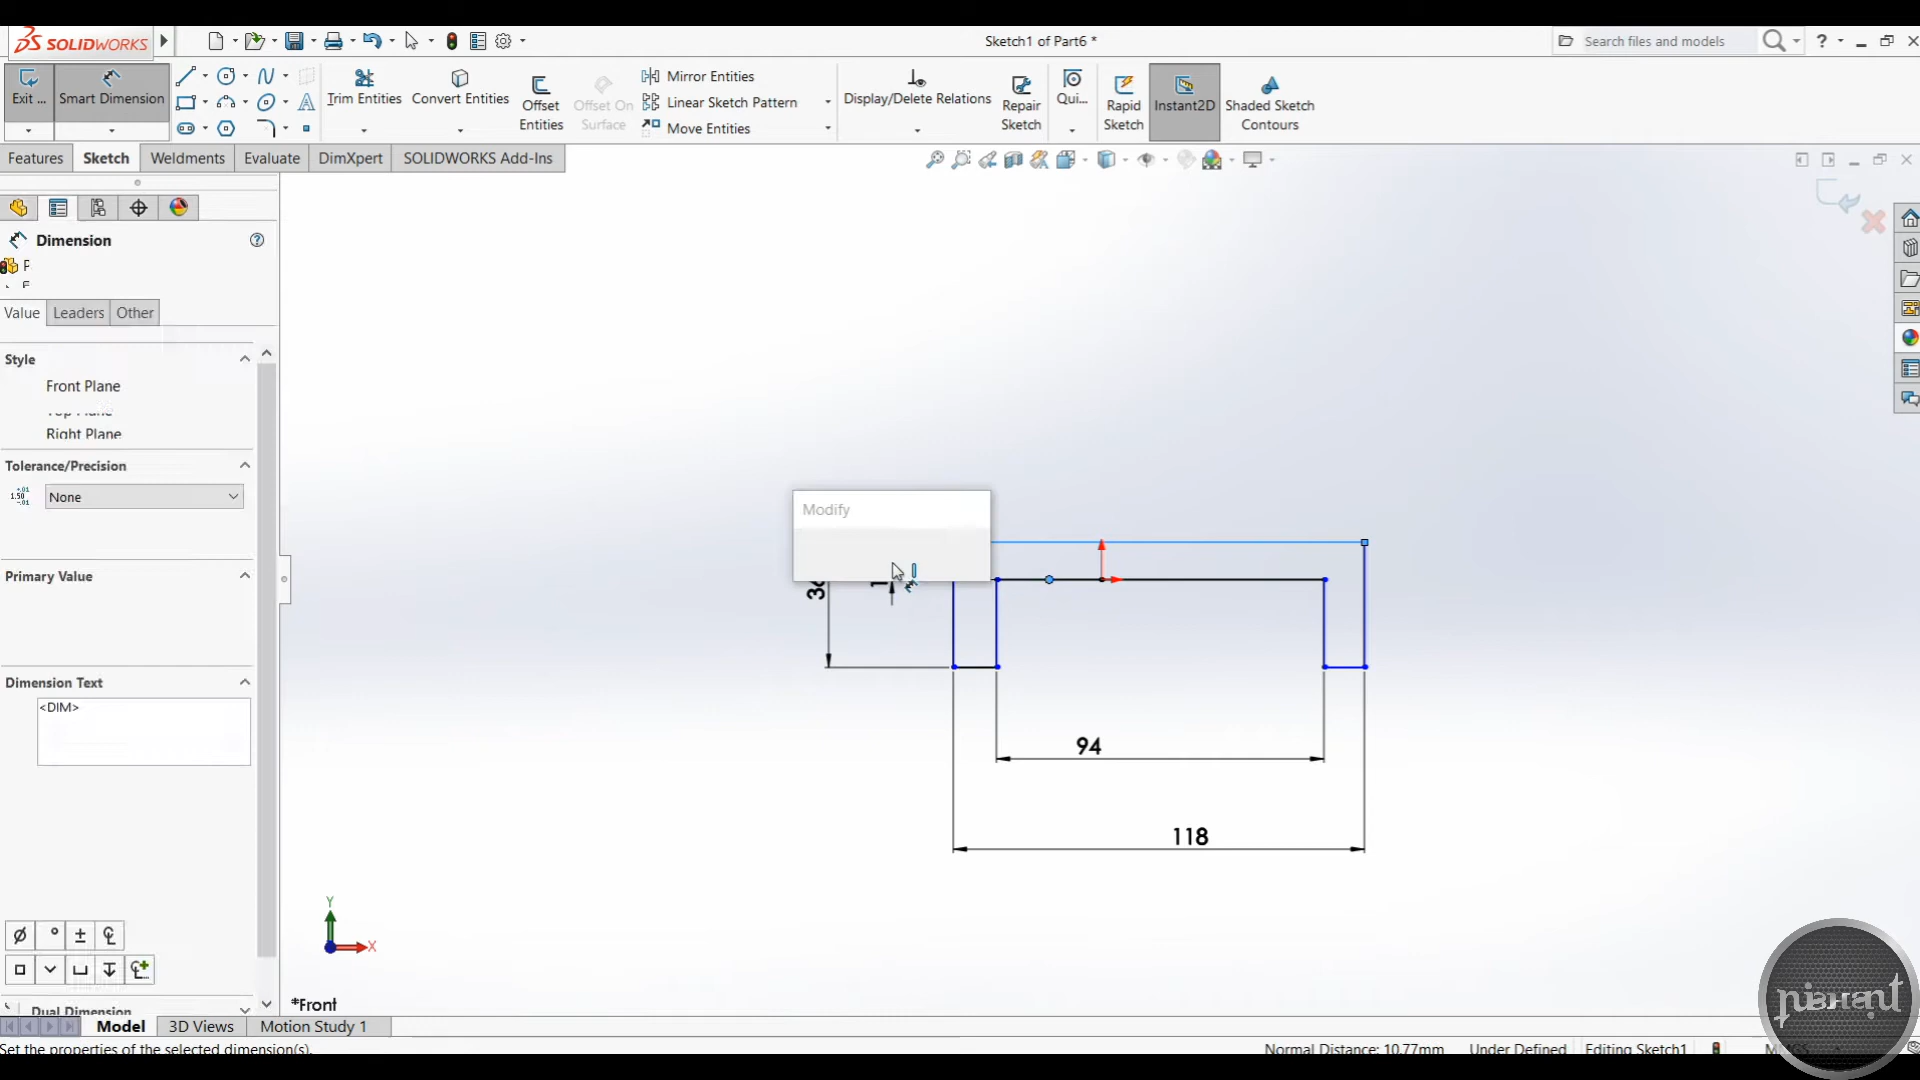 SOLIDWORKS
Sketch1 of Part6 *
Search files and models
Exit ...
Smart Dimension
Trim Entities
Convert Entities
Offset Entities
Offset On Surface
Mirror Entities
Linear Sketch Pattern
Move Entities
Display/Delete Relations
Repair Sketch
Qui...
Rapid Sketch
Instant2D
Shaded Sketch Contours
Features
Sketch
Weldments
Evaluate
DimXpert
SOLIDWORKS Add-Ins
Dimension
Value
Leaders
Other
Style
Front Plane
Top Plane
Right Plane
Tolerance/Precision
None
Primary Value
Dimension Text
<DIM>
Dual Dimension
Modify
94
118
Y
X
*Front
Model
3D Views
Motion Study 1
Set the properties of the selected dimension(s).
Normal Distance: 10.77mm
Under Defined
Editing Sketch1
MMGS